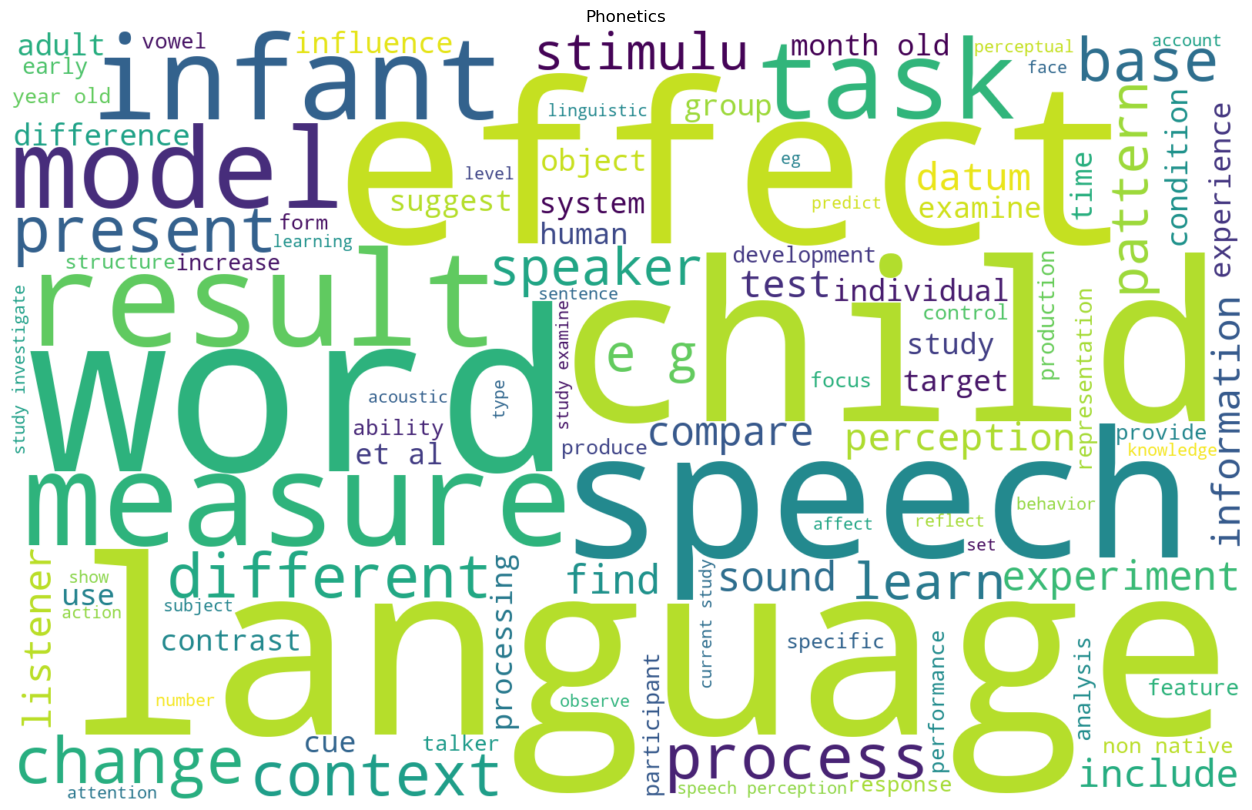 Phonetics
adult
vowel
influence
stimulu
month old
perceptual
account
early
infant
task
face
base
year old
linguistic
group
difference
effect
model
level
object
eg
datum
time
pattern
condition
experience
suggest
system
predict
examine
present
form
human
learning
structure
increase
speaker
development
result
test
individual
sentence
control
production
study investigate
word
study examine
e g
child
study
representation
information
acoustic
type
focus
target
ability
et al
produce
compare
perception
provide
knowledge
measure
speech
behavior
affect
reflect
set
listener
show
use
action
different
subject
processing
find
current study
sound
learn
experiment
language
contrast
specific
number
observe
participant
performance
analysis
feature
change
cue
talker
process
non native
context
include
attention
speech perception
response